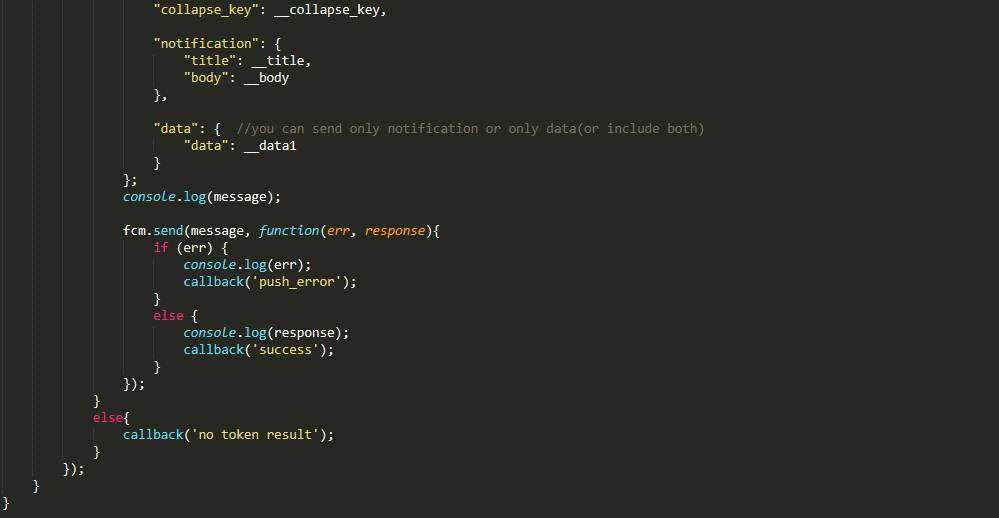 "collapse_key": __collapse_key,
"notification": {
"title": __title,
"body": __body
},
"data": {  //you can send only notification or only data(or include both)
"data": __data1
}
};
console.log(message);
fcm.send(message, function(err, response){
if (err) {
console.log(err);
callback('push_error');
}
else {
console.log(response);
callback('success');
}
});
}
else{
callback('no token result');
}
});
}
}